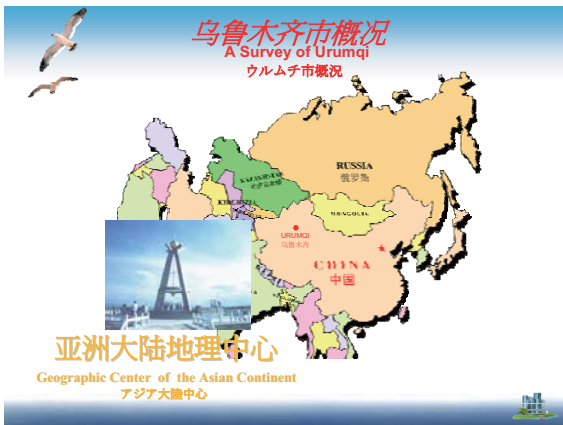 乌鲁木齐市概况
A Survey of Urumqi
ウルムチ市概況
RUSSIA
俄罗斯
KAZAKHSTAN
MONGOLIA
URUMQI
乌鲁木齐
CHINA
中国
亚洲大陆地理中心
Geographic Center of the Asian Continent
アジア大陸中心